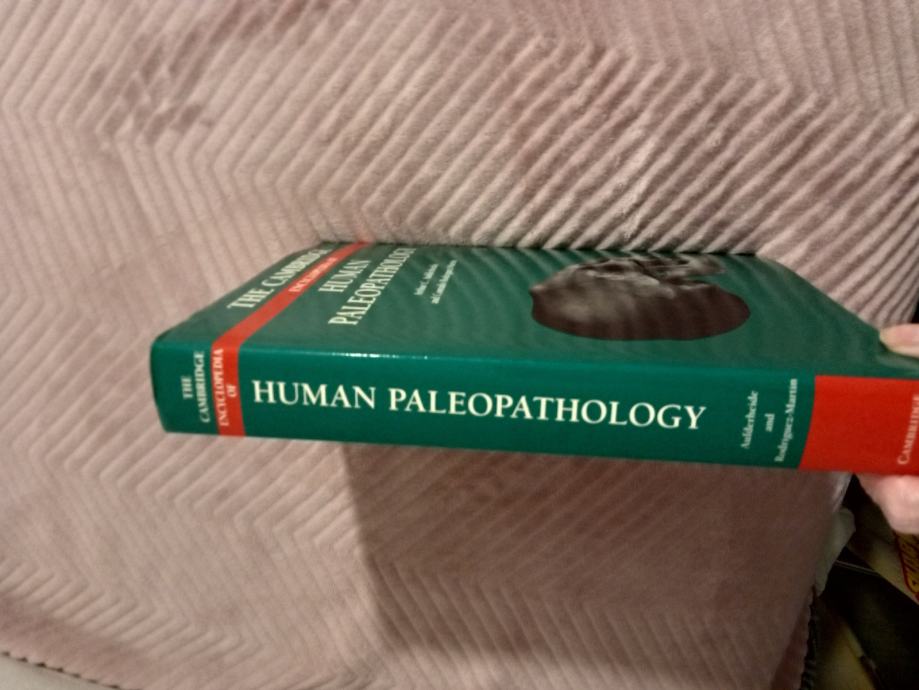 THE CAMBRIDGE
ENCYCLOPEDIA OF
HUMAN
PALEOPATHOLOGY
THE
CAMBRIDGE
ENCYCLOPEDIA
OF
HUMAN PALEOPATHOLOGY
Aufderheide
and
Rodríguez-Martín
CAMBRIDGE